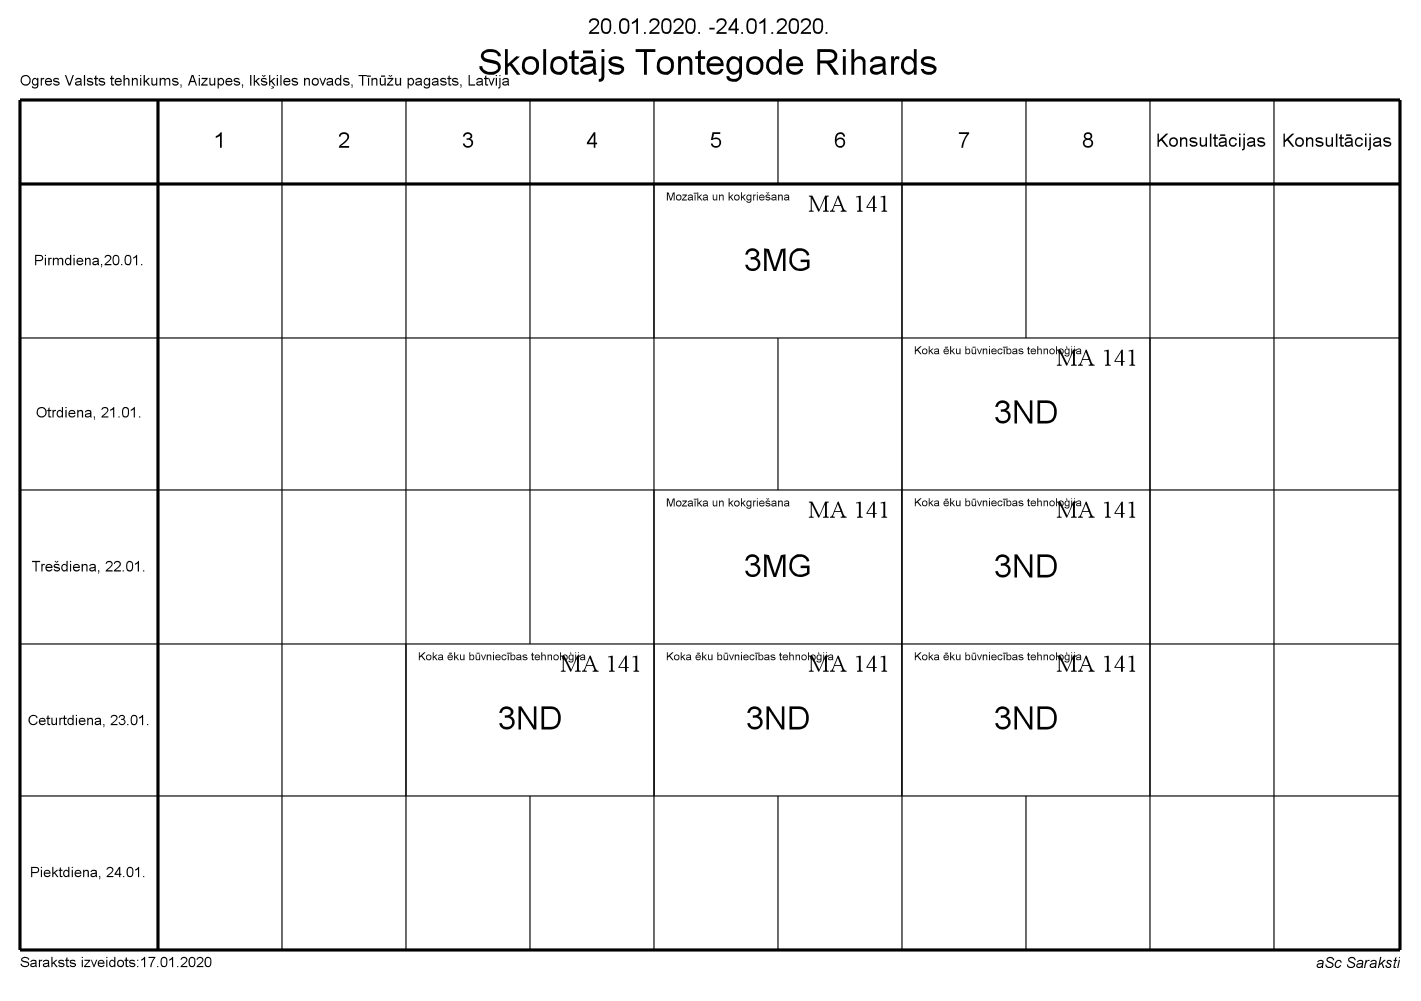 20.01.2020. -24.01.2020.
Skolotājs Tontegode Rihards
Ogres Valsts tehnikums, Aizupes, Ikšķiles novads, Tīnūžu pagasts, Latvija
1 2 3 4 5 6 7 8 Konsultācijas Konsultācijas
Mozaīka un kokgriešana MA 141
Pirmdiena,20.01. 3MG
Koka ēku būvniecības tehnoloģija MA 141
Otrdiena, 21.01. 3ND
Mozaīka un kokgriešana MA 141 Koka ēku būvniecības tehnoloģija MA 141
Trešdiena, 22.01. 3MG 3ND
Koka ēku būvniecības tehnoloģija MA 141 Koka ēku būvniecības tehnoloģija MA 141 Koka ēku būvniecības tehnoloģija MA 141
Ceturtdiena, 23.01. 3ND 3ND 3ND
Piektdiena, 24.01.
Saraksts izveidots:17.01.2020 aSc Saraksti